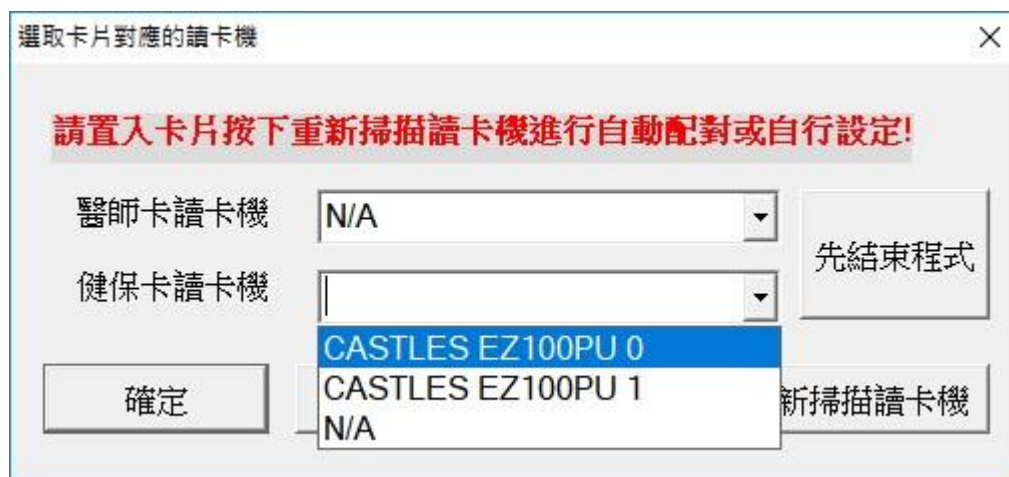 選取卡片對應的讀卡機
請置入卡片按下重新掃描讀卡機進行自動配對或自行設定!
醫師卡讀卡機
N/A
先結束程式
健保卡讀卡機
CASTLES EZ100PU 0
CASTLES EZ100PU 1
N/A
確定
新掃描讀卡機